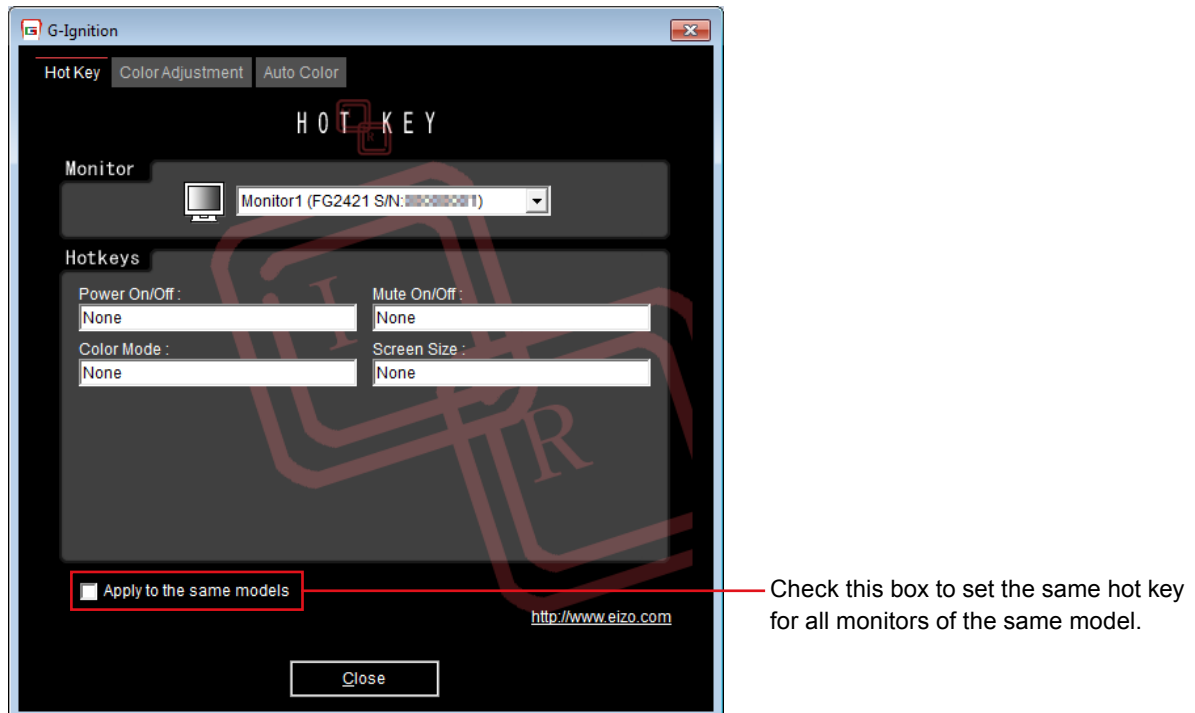 G-Ignition
Hot Key Color Adjustment Auto Color
HOT KEY
R
Monitor
Monitor1 (FG2421 S/N: )
Hotkeys
Power On/Off : Mute On/Off :
None None
Color Mode : Screen Size :
None None
I
R
Apply to the same models
Check this box to set the same hot key
for all monitors of the same model.
http://www.eizo.com
Close